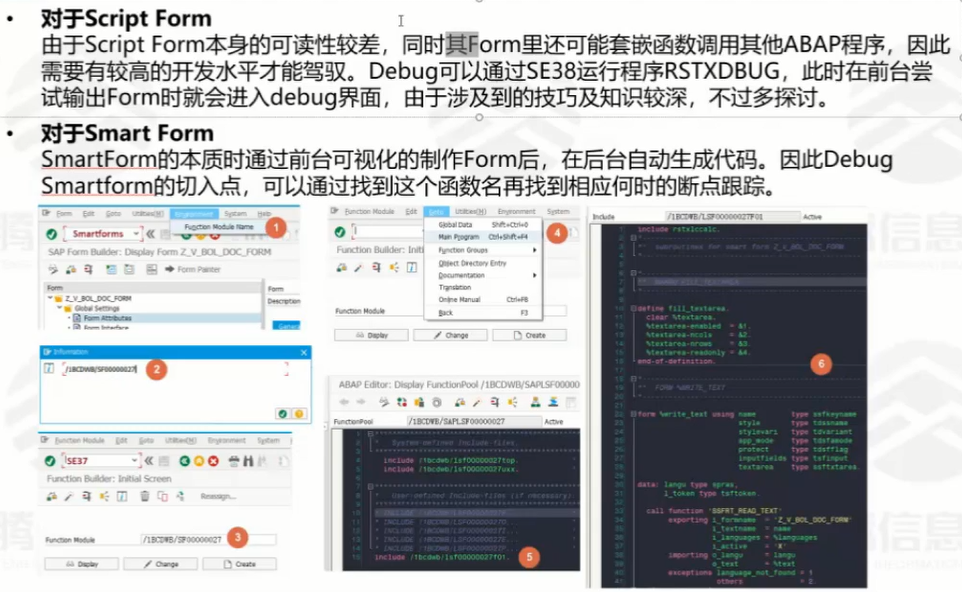 • 对于Script Form
由于Script Form本身的可读性较差，同时其Form里还可能套嵌函数调用其他ABAP程序，因此
需要有较高的开发水平才能驾驭。Debug可以通过SE38运行程序RSTXDBUG，此时在前台尝
试输出Form时就会进入debug界面，由于涉及到的技巧及知识较深，不过多探讨。
• 对于Smart Form
SmartForm的本质时通过前台可视化的制作Form后，在后台自动生成代码。因此Debug
Smartform的切入点，可以通过找到这个函数名再找到相应何时的断点跟踪。
Form Edit Goto Utilities(M) Environment System Help
Function Module Name
1
Smartforms
SAP Form Builder: Display Form Z_V_BOL_DOC_FORM
Form Painter
Form
Form
Z_V_BOL_DOC_FORM
Description
Global Settings
Form Attributes
Form Interface
General
Information
/1BCDWB/SF00000027
2
Function Module Edit Goto Utilities(M) Environment System
SE37
Function Builder: Initial Screen
Reassign...
Function Module
/1BCDWB/SF00000027
3
Display
Change
Create
Function Module Edit Goto Utilities(M) Environment System
Global Data Shift+Ctrl+0
Main Program Ctrl+Shift+F4
Function Groups
Object Directory Entry
Documentation
Translation
Online Manual Ctrl+F8
Back F3
4
Function Builder: Initi
Function Module
Display
Change
Create
ABAP Editor: Display FunctionPool /1BCDWB/SAPLSF00000
FunctionPool
/1BCDWB/SAPLSF00000027
Active
System-defined Include-files.
include /1bcdwb/lsf00000027top.
include /1bcdwb/lsf00000027uxx.
User-defined Include-files (if necessary)
include /1bcdwb/lsf00000027f01.
5
Include
/1BCDWB/LSF00000027F01
Active
include rstxlcalc.
subroutines for smart form Z_V_BOL_DOC_FORM
define fill_textarea.
clear %textarea.
%textarea-enabled = &1.
%textarea-ncols = &2.
%textarea-nrows = &3.
%textarea-readonly = &4.
end-of-definition.
6
FORM %WRITE_TEXT
form %write_text using name type ssfkeyname
style type tdssname
stylevari type tdvariant
app_mode type tdsfamode
protect type tdsfflag
inputfields type tsfinput
textarea type ssftxtarea.
data: langu type spras,
l_token type tsftoken.
call function 'SSFRT_READ_TEXT'
exporting i_formname = 'Z_V_BOL_DOC_FORM'
i_textname = name
i_languages = %languages
i_active = 'X'
importing o_langu = langu
o_text = %text
exceptions language_not_found = 1
others = 2.